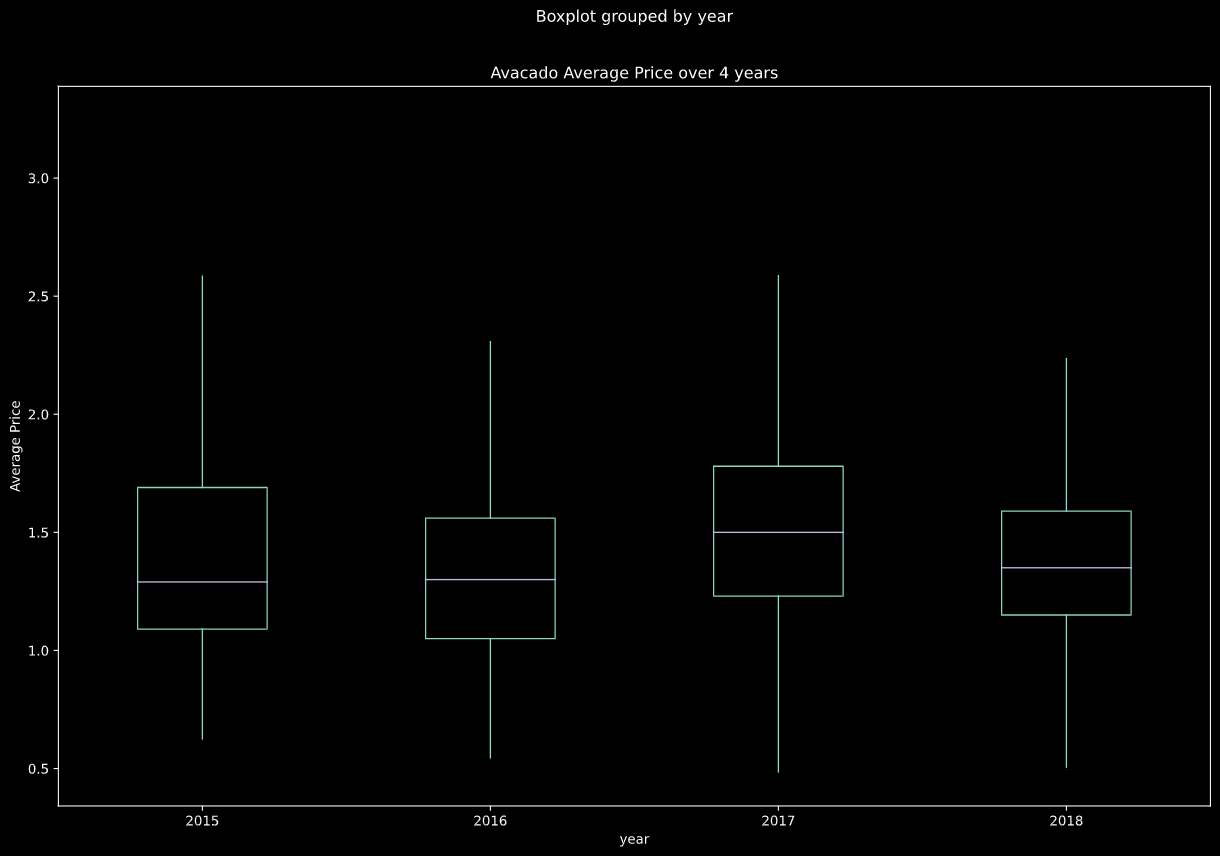 Boxplot grouped by year
Avacado Average Price over 4 years
3.0
2.5
2.0
1.5
1.0
0.5
Average Price
2015 2016 2017 2018
year